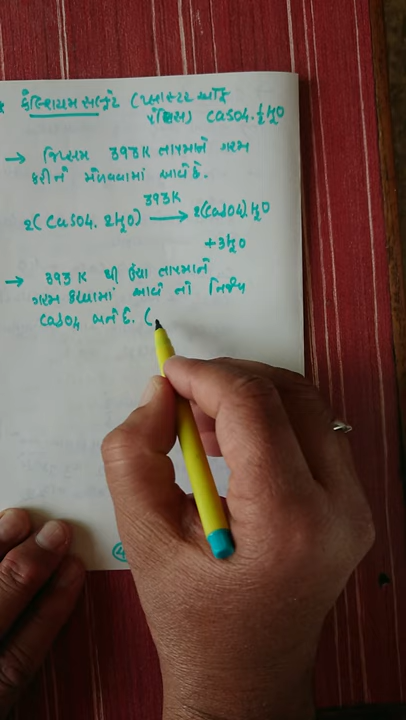 * કેલ્શિયમ સલ્ફેટ (પ્લાસ્ટર ઓફ
પેરિસ) CaSO4.½H2O
→ જિપ્સમ 393K તાપમાને ગરમ
કરીને મેળવવામાં આવે છે.
393K
2(CaSO4.2H2O) ⟶ 2(CaSO4).H2O
+3H2O
→ 393 K થી ઉંચા તાપમાને
ગરમ કરવામાં આવે તો નિર્જળ
CaSO4 બને છે. (